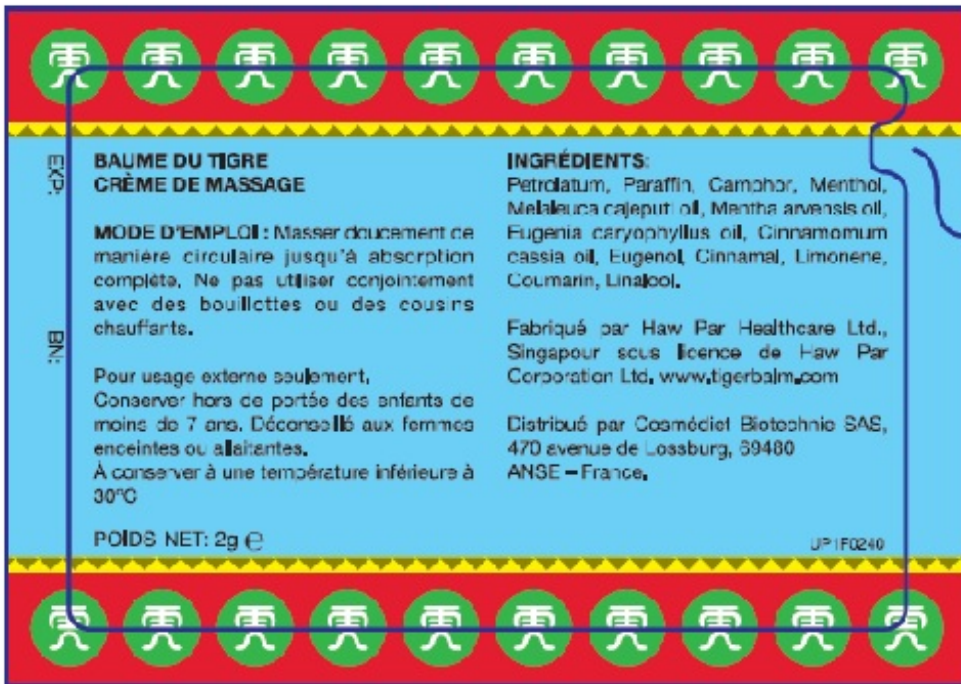 BAUME DU TIGRE
CRÈME DE MASSAGE
MODE D'EMPLOI : Masser doucement de
manière circulaire jusqu'à absorption
complète. Ne pas utiliser conjointement
avec des bouillottes ou des cousins
chauffants.
Pour usage externe seulement.
Conserver hors de portée des enfants de
moins de 7 ans. Déconseillé aux femmes
enceintes ou allaitantes.
À conserver à une température inférieure à
30°C
POIDS NET: 2g ℮
EXP:
BN:
INGRÉDIENTS:
Petrolatum, Paraffin, Camphor, Menthol,
Melaleuca cajeputi oil, Mentha arvensis oil,
Eugenia caryophyllus oil, Cinnamomum
cassia oil, Eugenol, Cinnamal, Limonene,
Coumarin, Linalool.
Fabriqué par Haw Par Healthcare Ltd.,
Singapour sous licence de Haw Par
Corporation Ltd. www.tigerbalm.com
Distribué par Cosmédiet Biotechnie SAS,
470 avenue de Lossburg, 69480
ANSE – France.
UP1F0240